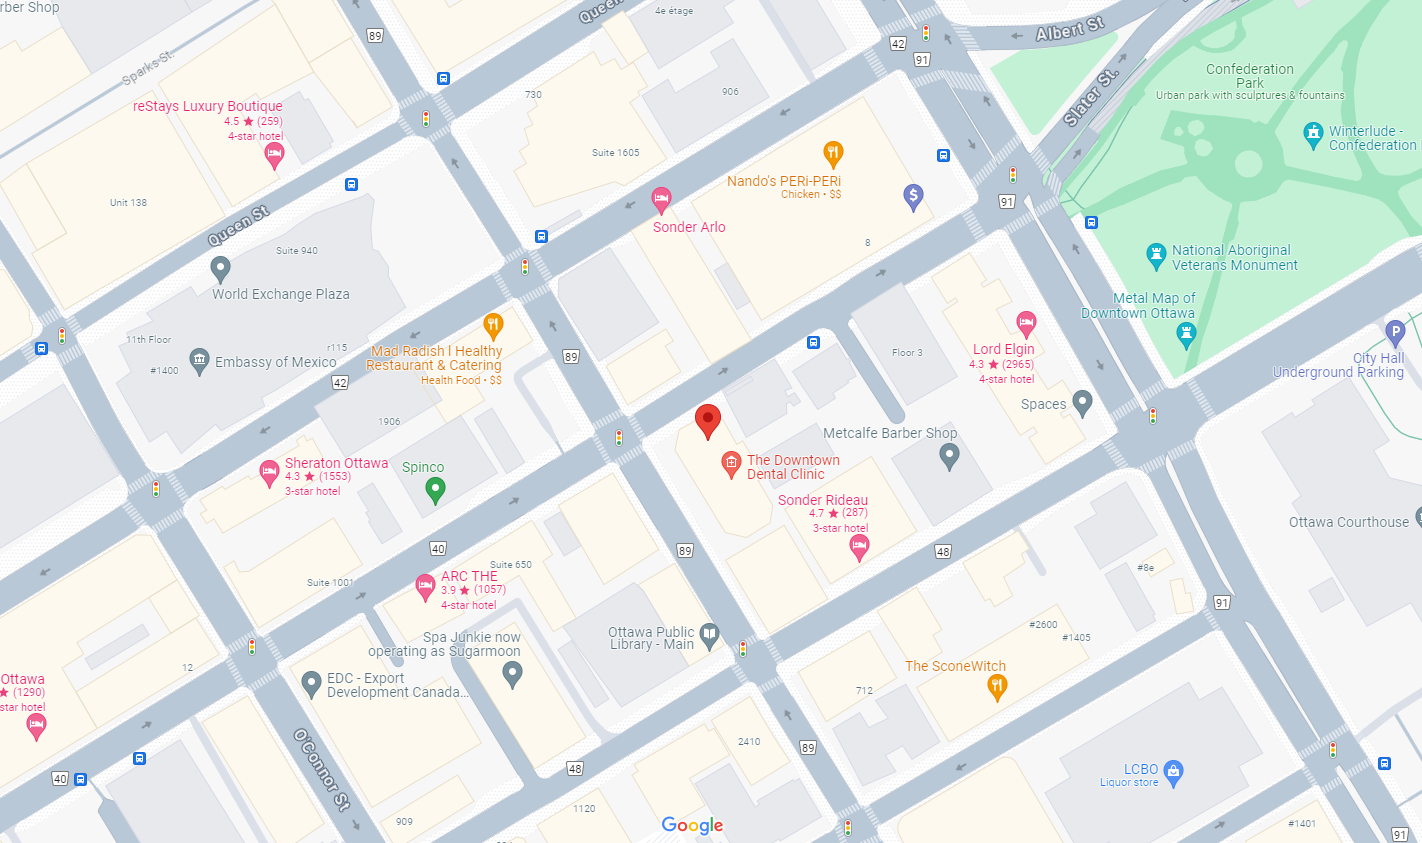 rber Shop
Queen
4e étage
89
42
91
Albert St
Sparks St.
Slater St.
Confederation
Park
Urban park with sculptures & fountains
reStays Luxury Boutique
4.5 ★ (259)
4-star hotel
730
906
Winterlude -
Confederation
Suite 1605
Nando's PERi-PERi
Chicken • $$
$
91
Unit 138
Queen St
Sonder Arlo
8
Suite 940
National Aboriginal
Veterans Monument
World Exchange Plaza
Metal Map of
Downtown Ottawa
11th Floor
r115
#1400
Embassy of Mexico
42
Mad Radish l Healthy
Restaurant & Catering
Health Food • $$
89
Floor 3
Lord Elgin
4.3 ★ (2965)
4-star hotel
P
City Hall
Underground Parking
1906
Spaces
Metcalfe Barber Shop
Sheraton Ottawa
4.3 ★ (1553)
3-star hotel
Spinco
The Downtown
Dental Clinic
Sonder Rideau
4.7 ★ (287)
3-star hotel
Ottawa Courthouse
40
89
48
Suite 650
#8e
Suite 1001
ARC THE
3.9 ★ (1057)
4-star hotel
91
Ottawa Public
Library - Main
#2600
#1405
Spa Junkie now
operating as Sugarmoon
12
The SconeWitch
Ottawa
★ (1290)
star hotel
EDC - Export
Development Canada...
712
O'Connor St
2410
89
48
40
LCBO
Liquor store
1120
909
Google
#1401
91